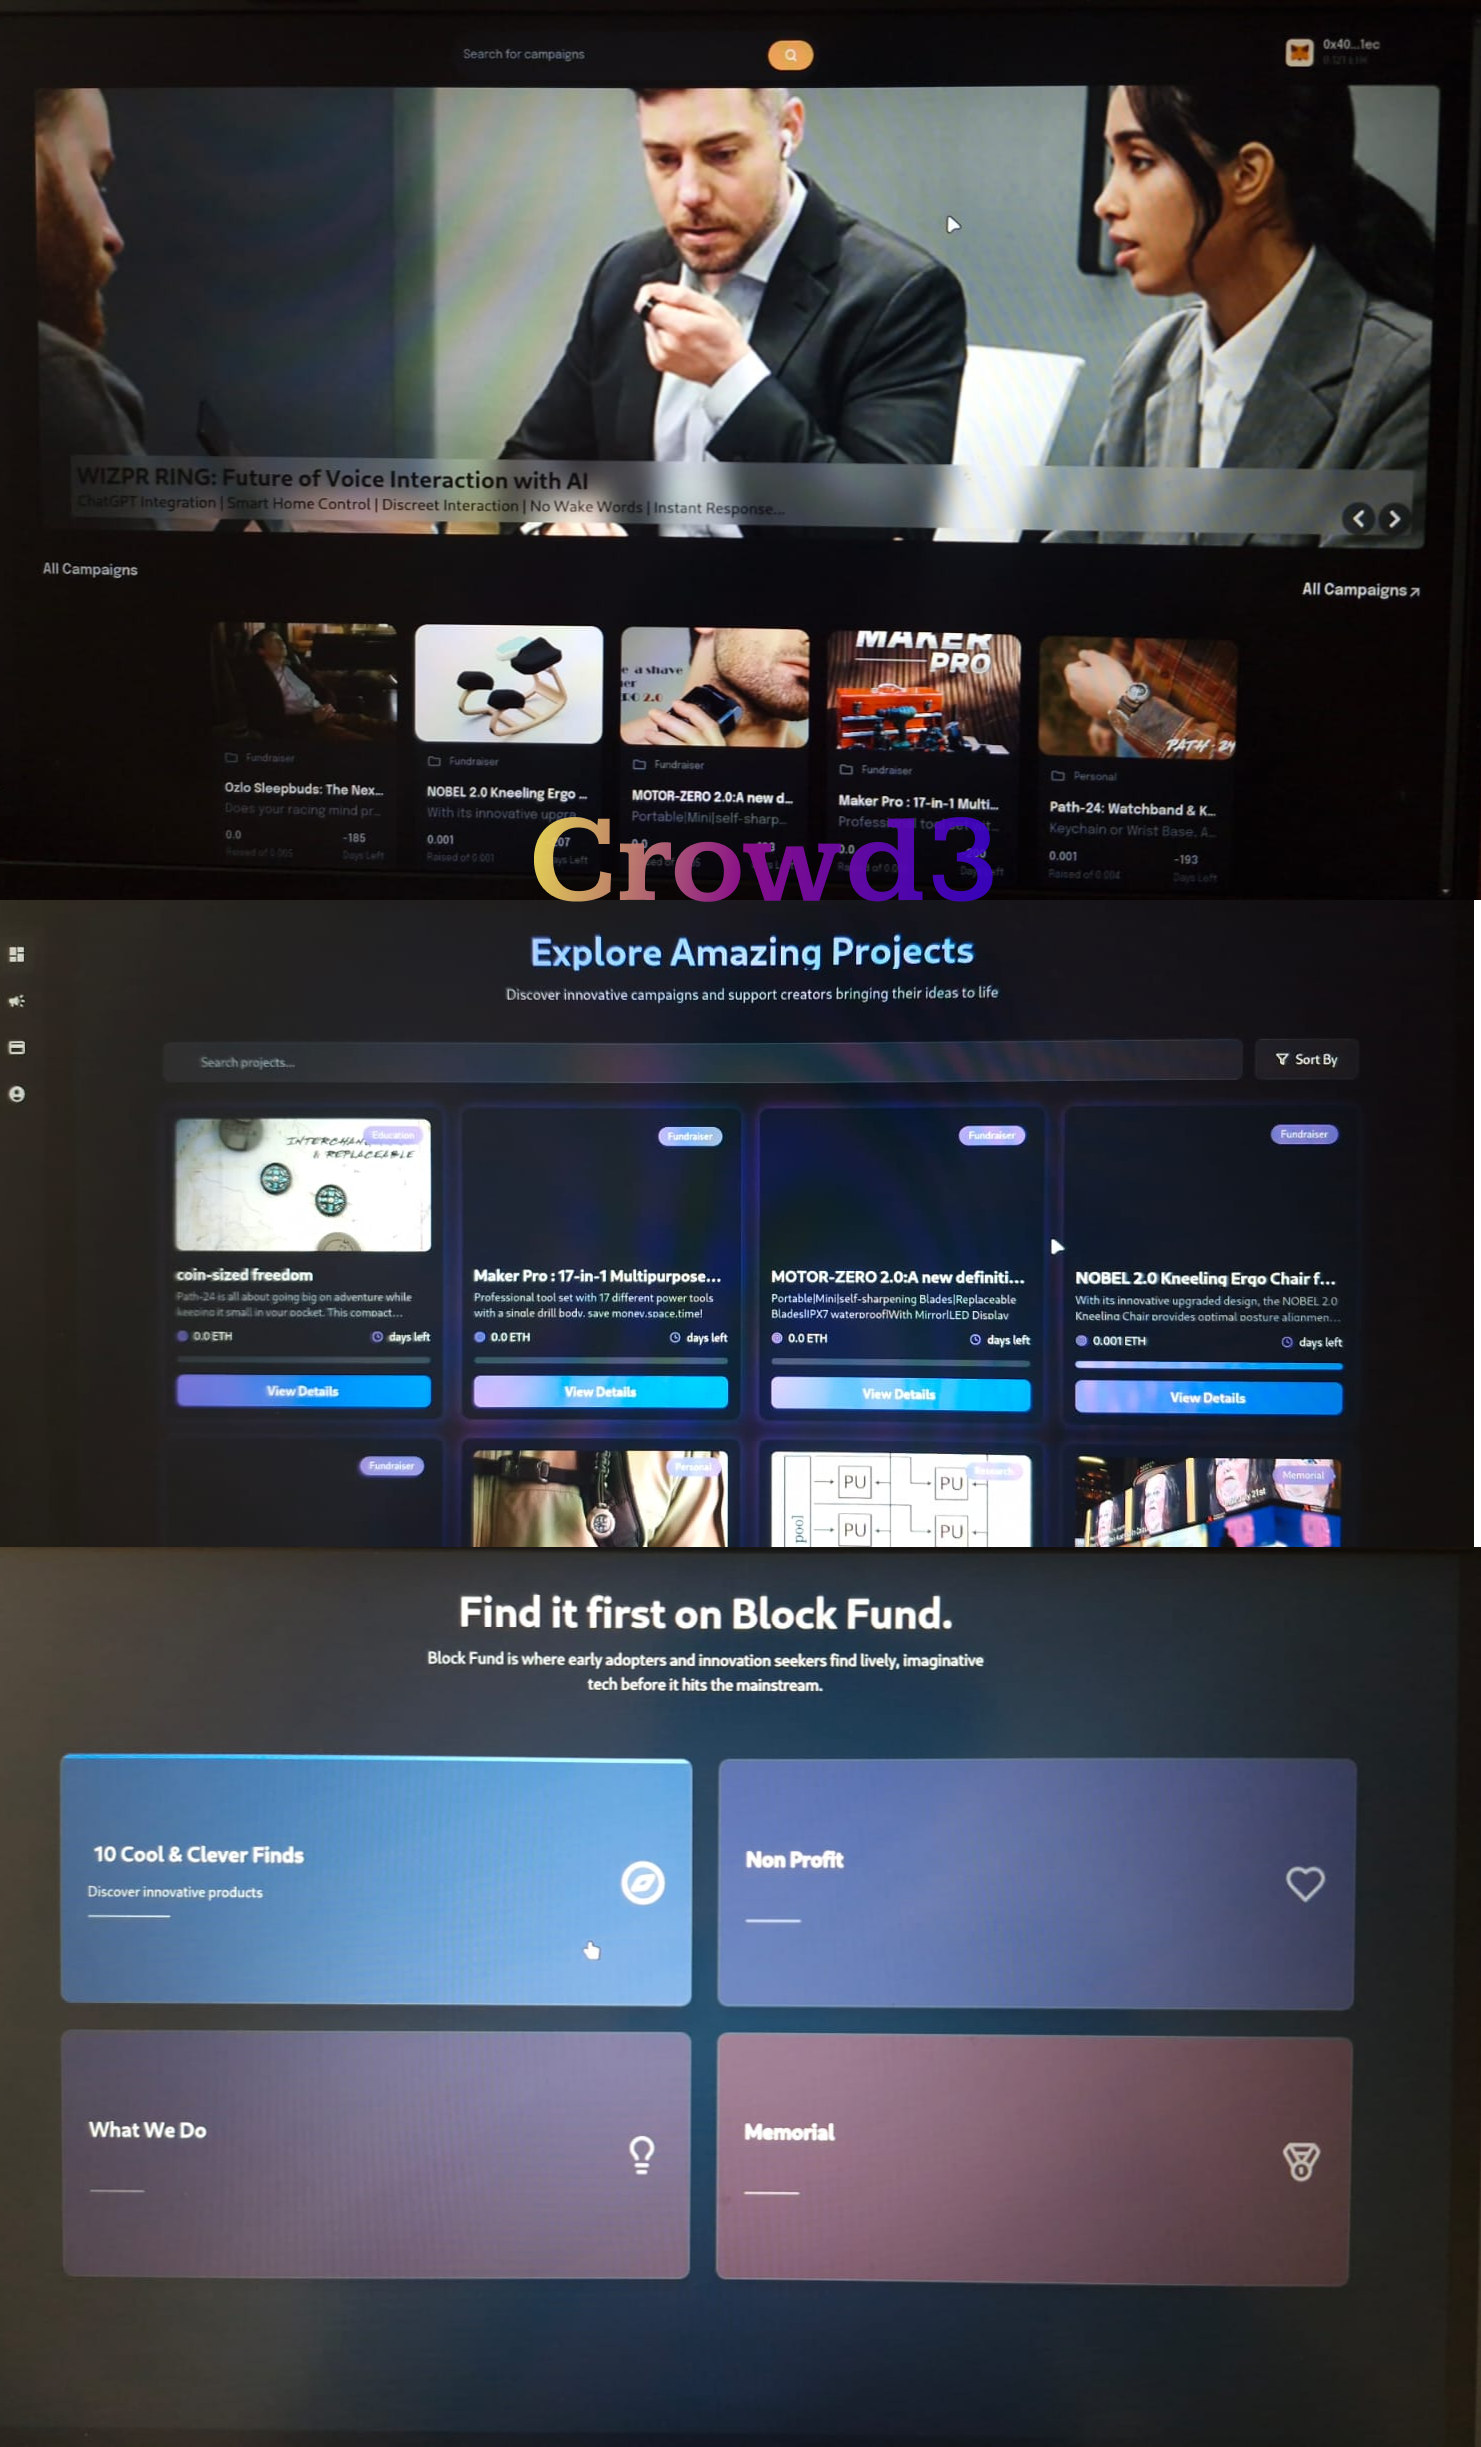 Search for campaigns
0x40...1ec
WIZPR RING: Future of Voice Interaction with AI
ChatGPT Integration | Smart Home Control | Discreet Interaction | No Wake Words | Instant Response...
All Campaigns
All Campaigns
e a shave
er
RO 2.0
MAKER
PRO
PATH-24
Fundraiser
Fundraiser
Fundraiser
Fundraiser
Personal
Ozlo Sleepbuds: The Nex...
NOBEL 2.0 Kneeling Ergo ...
MOTOR-ZERO 2.0:A new d...
Maker Pro : 17-in-1 Multi...
Path-24: Watchband & K...
Does your racing mind pr...
With its innovative upgra
Portable|Mini|self-sharp...
Keychain or Wrist Base, A...
0.0
-185
0.001
0.001
-193
Raised of 0.005
Days Left
Raised of 0.001
Raised of 0.004
Days Left
Crowd3
Explore Amazing Projects
Discover innovative campaigns and support creators bringing their ideas to life
Search projects...
Sort By
INTERCHAN
& REPLACEABLE
Education
Fundraiser
Fundraiser
Fundraiser
coin-sized freedom
Path-24 is all about going big on adventure while
keeping it small in your pocket. This compact...
0.0 ETH
days left
View Details
Maker Pro : 17-in-1 Multipurpose...
Professional tool set with 17 different power tools
with a single drill body. save money.space.time!
0.0 ETH
days left
View Details
MOTOR-ZERO 2.0:A new definiti...
Portable|Mini|self-sharpening Blades|Replaceable
Blades|IPX7 waterproof|With Mirror|LED Display
0.0 ETH
days left
View Details
NOBEL 2.0 Kneeling Ergo Chair f...
With its innovative upgraded design, the NOBEL 2.0
Kneeling Chair provides optimal posture alignmen...
0.001 ETH
days left
View Details
Fundraiser
Personal
Research
Memorial
PU
PU
PU
PU
pool
Find it first on Block Fund.
Block Fund is where early adopters and innovation seekers find lively, imaginative
tech before it hits the mainstream.
10 Cool & Clever Finds
Discover innovative products
Non Profit
What We Do
Memorial